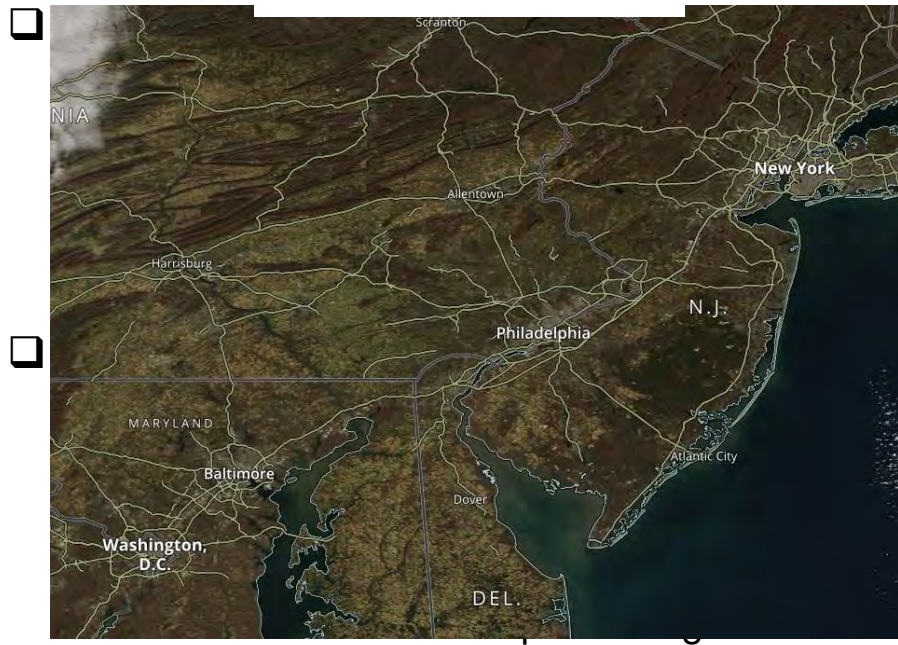 Scranton
NIA
New York
Allentown
Harrisburg
N.J.
Philadelphia
MARYLAND
Atlantic City
Baltimore
Dover
Washington,
D.C.
DEL.